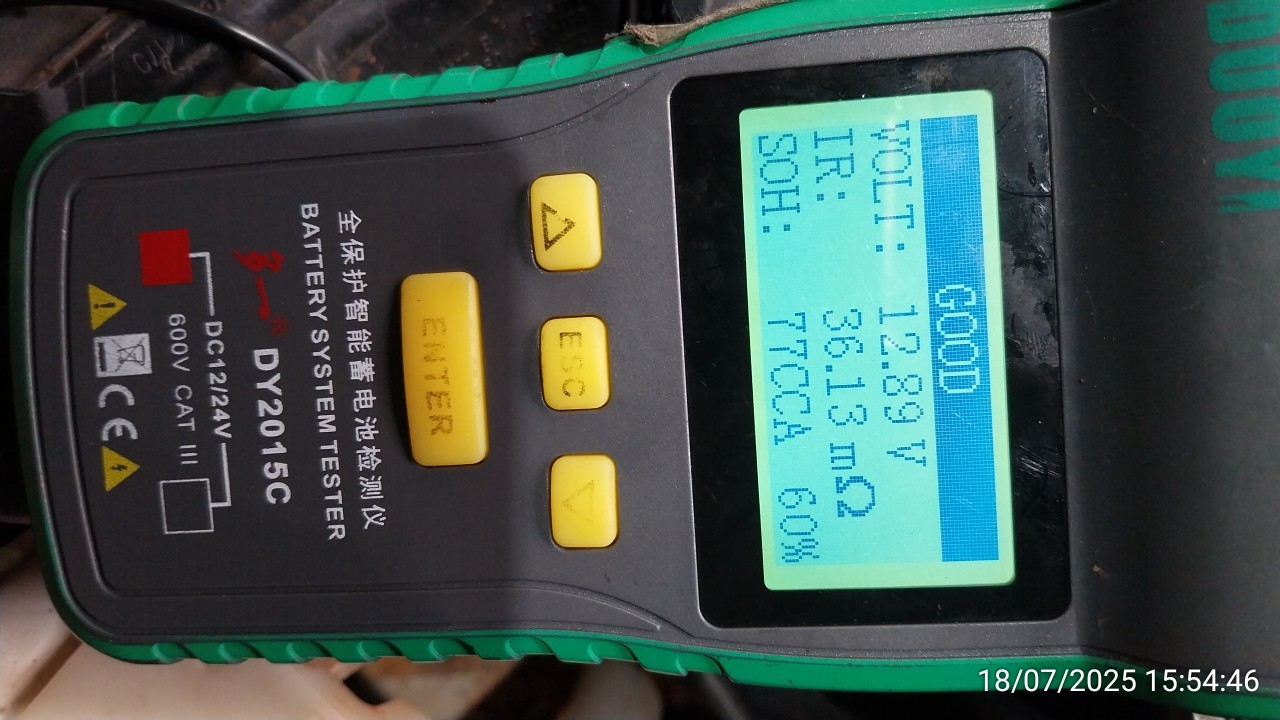 GOOD
VOLT: 12.89 V
IR: 36.13 mΩ
SOH: 77CCA 60%
ESC
ENTER
全保护智能蓄电池检测仪
BATTERY SYSTEM TESTER
® DY2015C
DC12/24V
600V CAT III
CE
18/07/2025 15:54:46